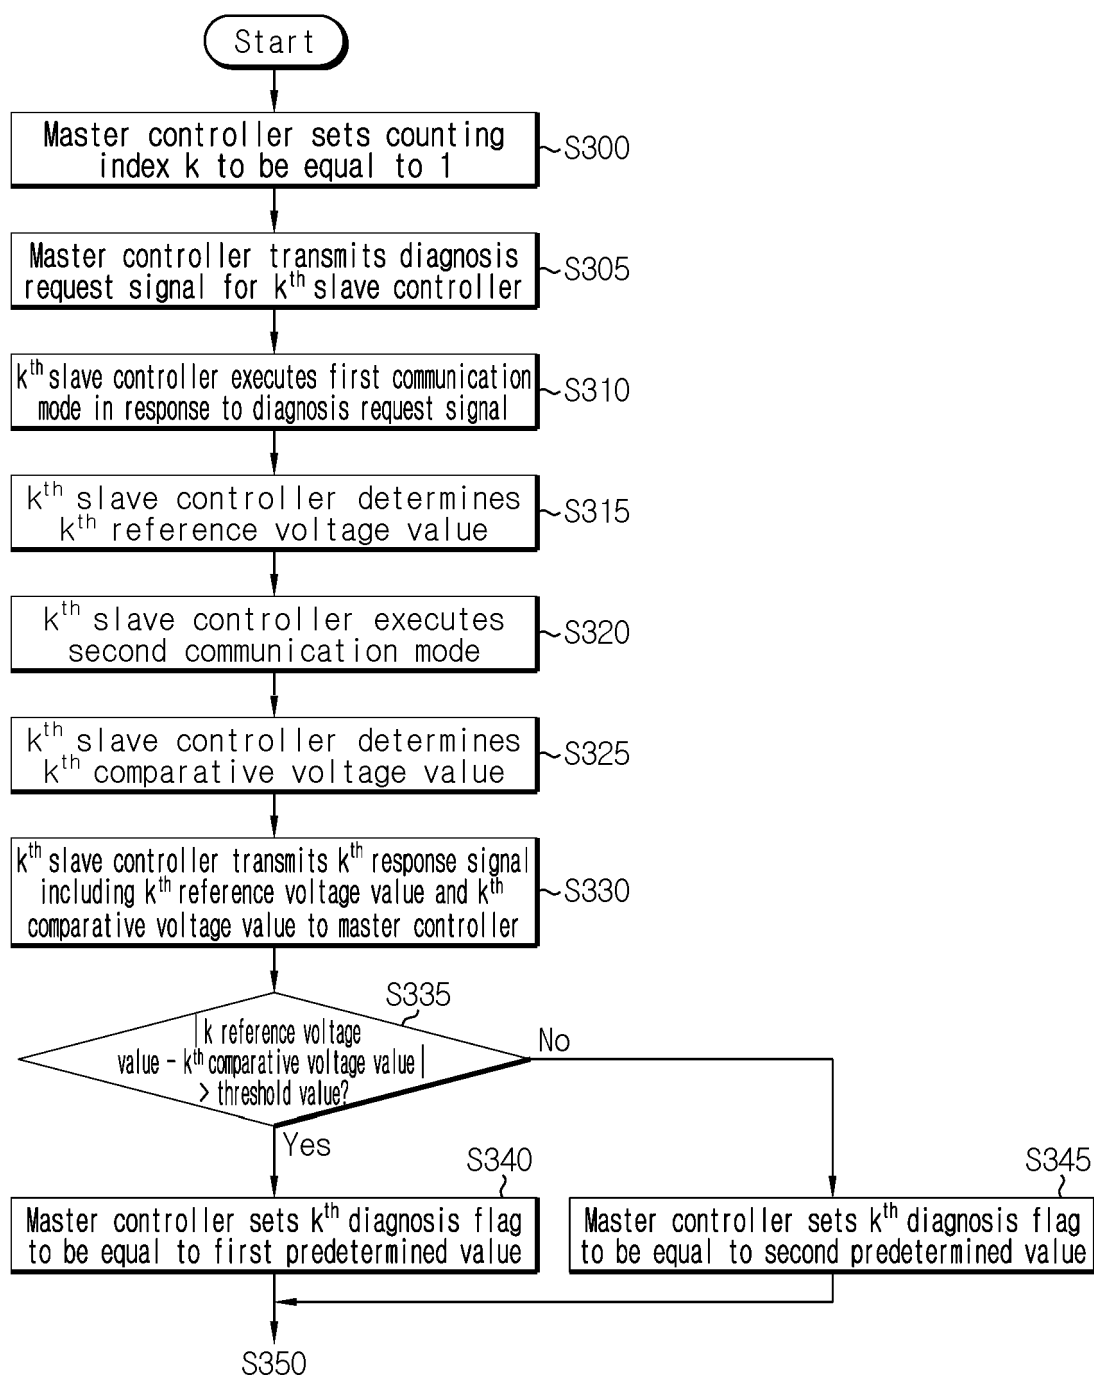 Start
Master controller sets counting
index k to be equal to 1
S300
Master controller transmits diagnosis
request signal for kth slave controller
S305
kth slave controller executes first communication
mode in response to diagnosis request signal
S310
kth slave controller determines
kth reference voltage value
S315
kth slave controller executes
second communication mode
S320
kth slave controller determines
kth comparative voltage value
S325
kth slave controller transmits kth response signal
including kth reference voltage value and kth
comparative voltage value to master controller
S330
S335
|k reference voltage
value - kth comparative voltage value|
> threshold value?
No
Yes
S340
Master controller sets kth diagnosis flag
to be equal to first predetermined value
S345
Master controller sets kth diagnosis flag
to be equal to second predetermined value
S350